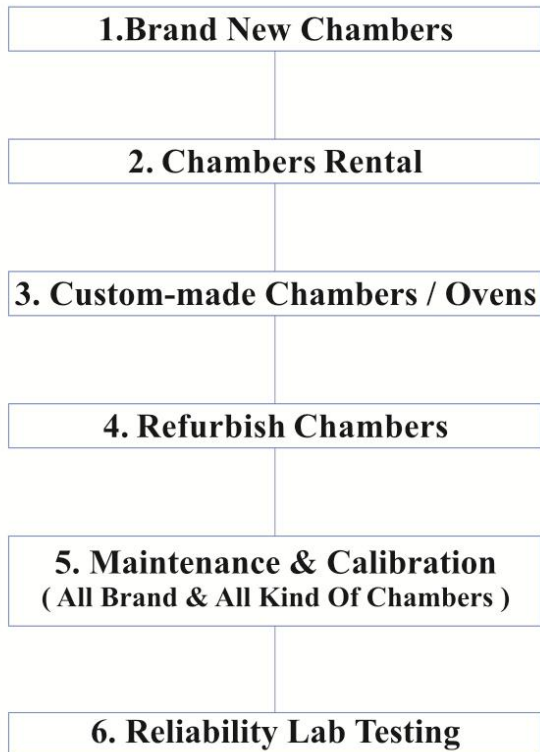 1.Brand New Chambers
2. Chambers Rental
3. Custom-made Chambers / Ovens
4. Refurbish Chambers
5. Maintenance & Calibration
( All Brand & All Kind Of Chambers )
6. Reliability Lab Testing